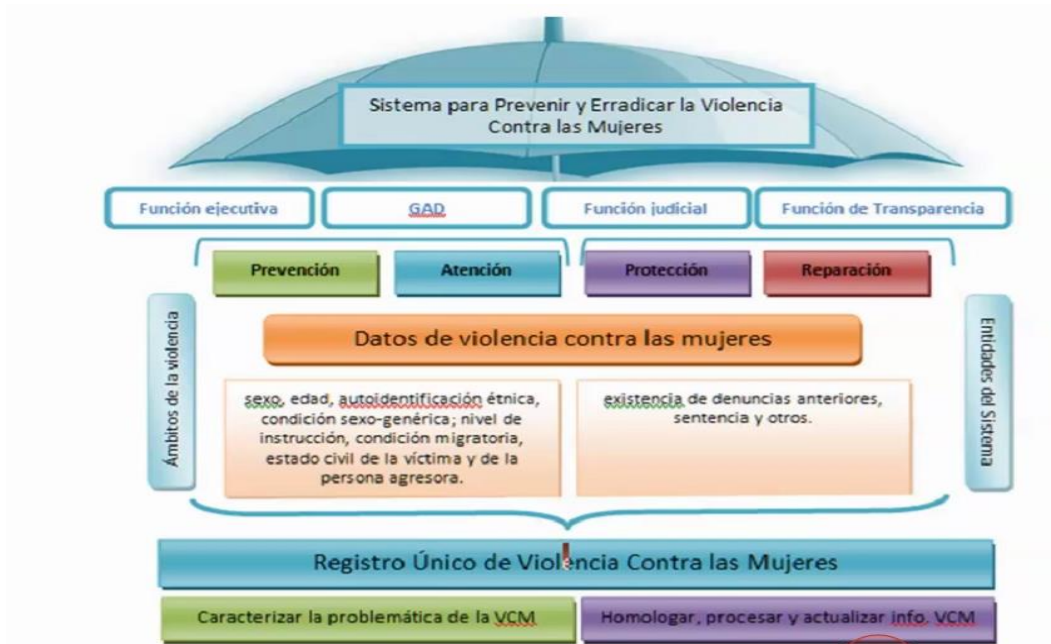 Sistema para Prevenir y Erradicar la Violencia
Contra las Mujeres
Función ejecutiva
GAD
Función judicial
Función de Transparencia
Prevención
Atención
Protección
Reparación
Ámbitos de la violencia
Datos de violencia contra las mujeres
Entidades del Sistema
sexo, edad, autoidentificación étnica,
condición sexo-genérica; nivel de
instrucción, condición migratoria,
estado civil de la víctima y de la
persona agresora.
existencia de denuncias anteriores,
sentencia y otros.
Registro Único de Violencia Contra las Mujeres
Caracterizar la problemática de la VCM
Homologar, procesar y actualizar info. VCM